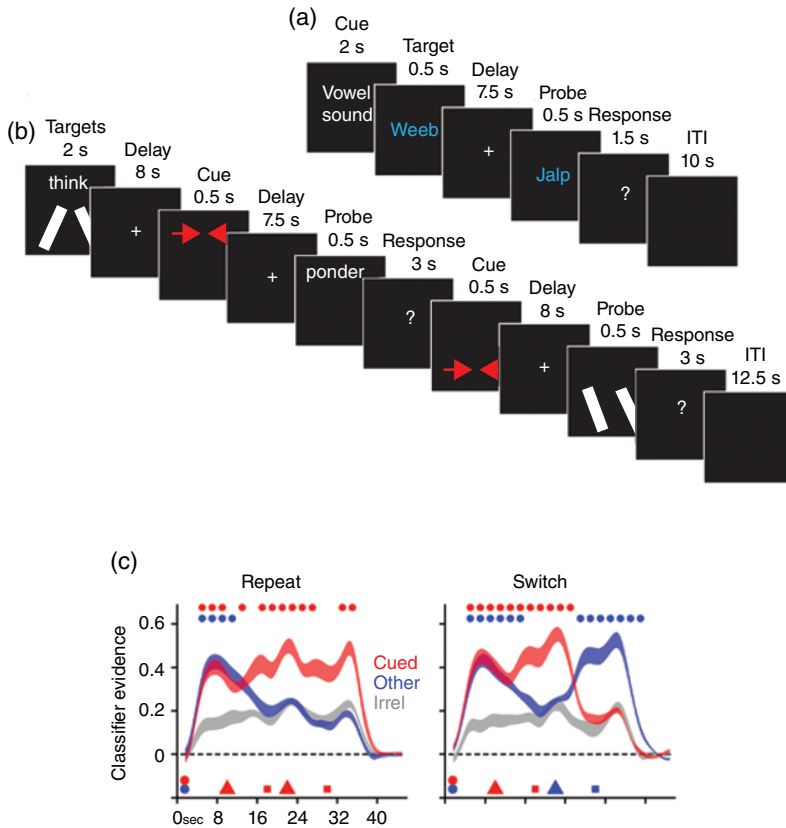 (a)
Cue
2 s
Target
0.5 s
Delay
7.5 s
Probe
0.5 s
Response
1.5 s
ITI
10 s
Vowel
sound
Weeb
+
Jalp
?
(b)
Targets
2 s
Delay
8 s
Cue
0.5 s
Delay
7.5 s
Probe
0.5 s
Response
3 s
Cue
0.5 s
Delay
8 s
Probe
0.5 s
Response
3 s
ITI
12.5 s
think
+
+
ponder
?
+
?
(c)
Repeat
Switch
Classifier evidence
0.6
0.4
0.2
0
Cued
Other
Irrel
0sec 8 16 24 32 40